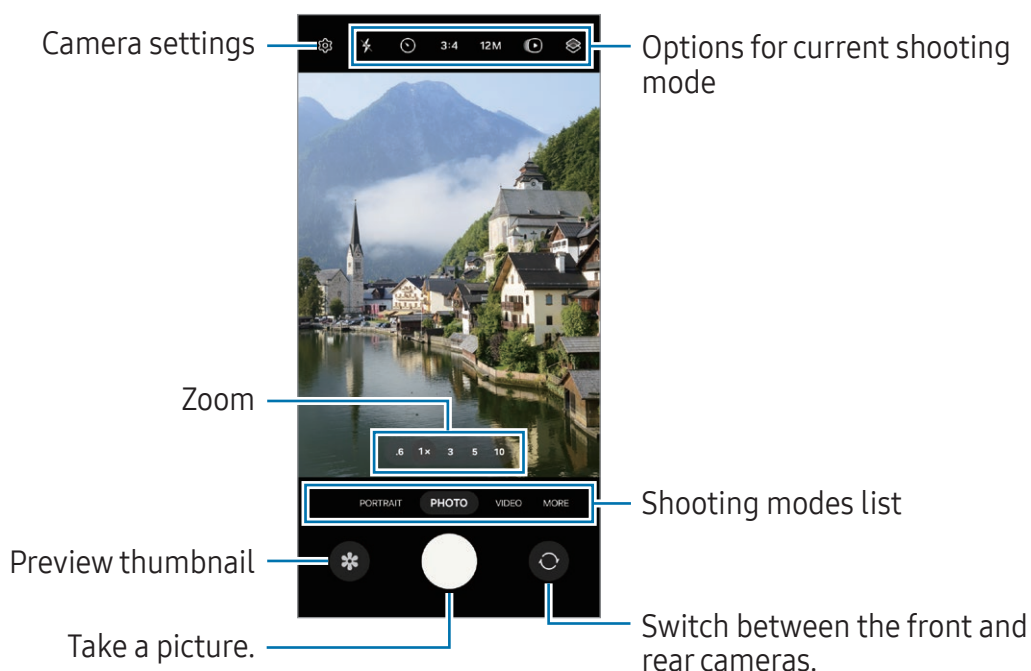 Camera settings
3:4
12M
Options for current shooting
mode
Zoom
.6 1× 3 5 10
PORTRAIT PHOTO VIDEO MORE
Shooting modes list
Preview thumbnail
Take a picture.
Switch between the front and
rear cameras.